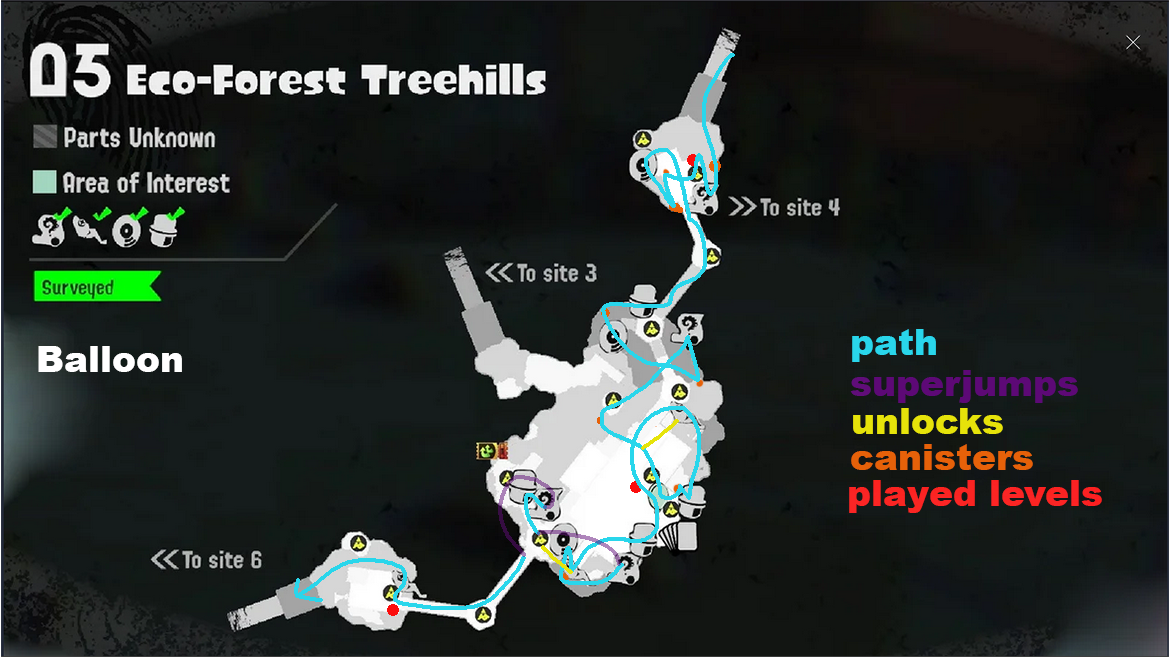 05 Eco-Forest Treehills
Parts Unknown
Area of Interest
Surveyed
Balloon
>>To site 4
<<To site 3
<<To site 6
path
superjumps
unlocks
canisters
played levels